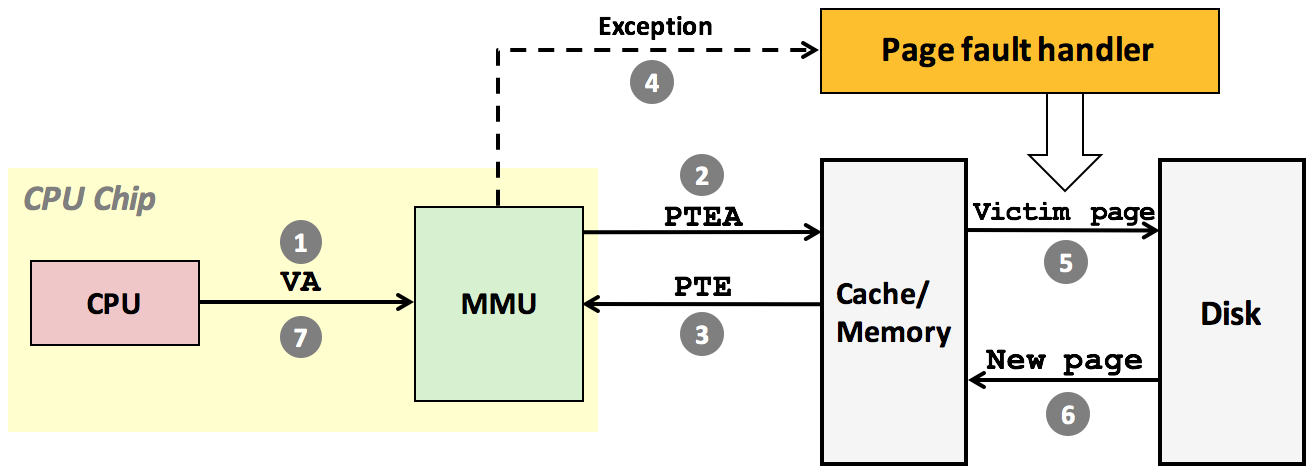 Exception
Page fault handler
4
2
CPU Chip
PTEA
Victim page
1
5
VA
CPU
MMU
PTE
Cache/
Memory
Disk
7
3
New page
6